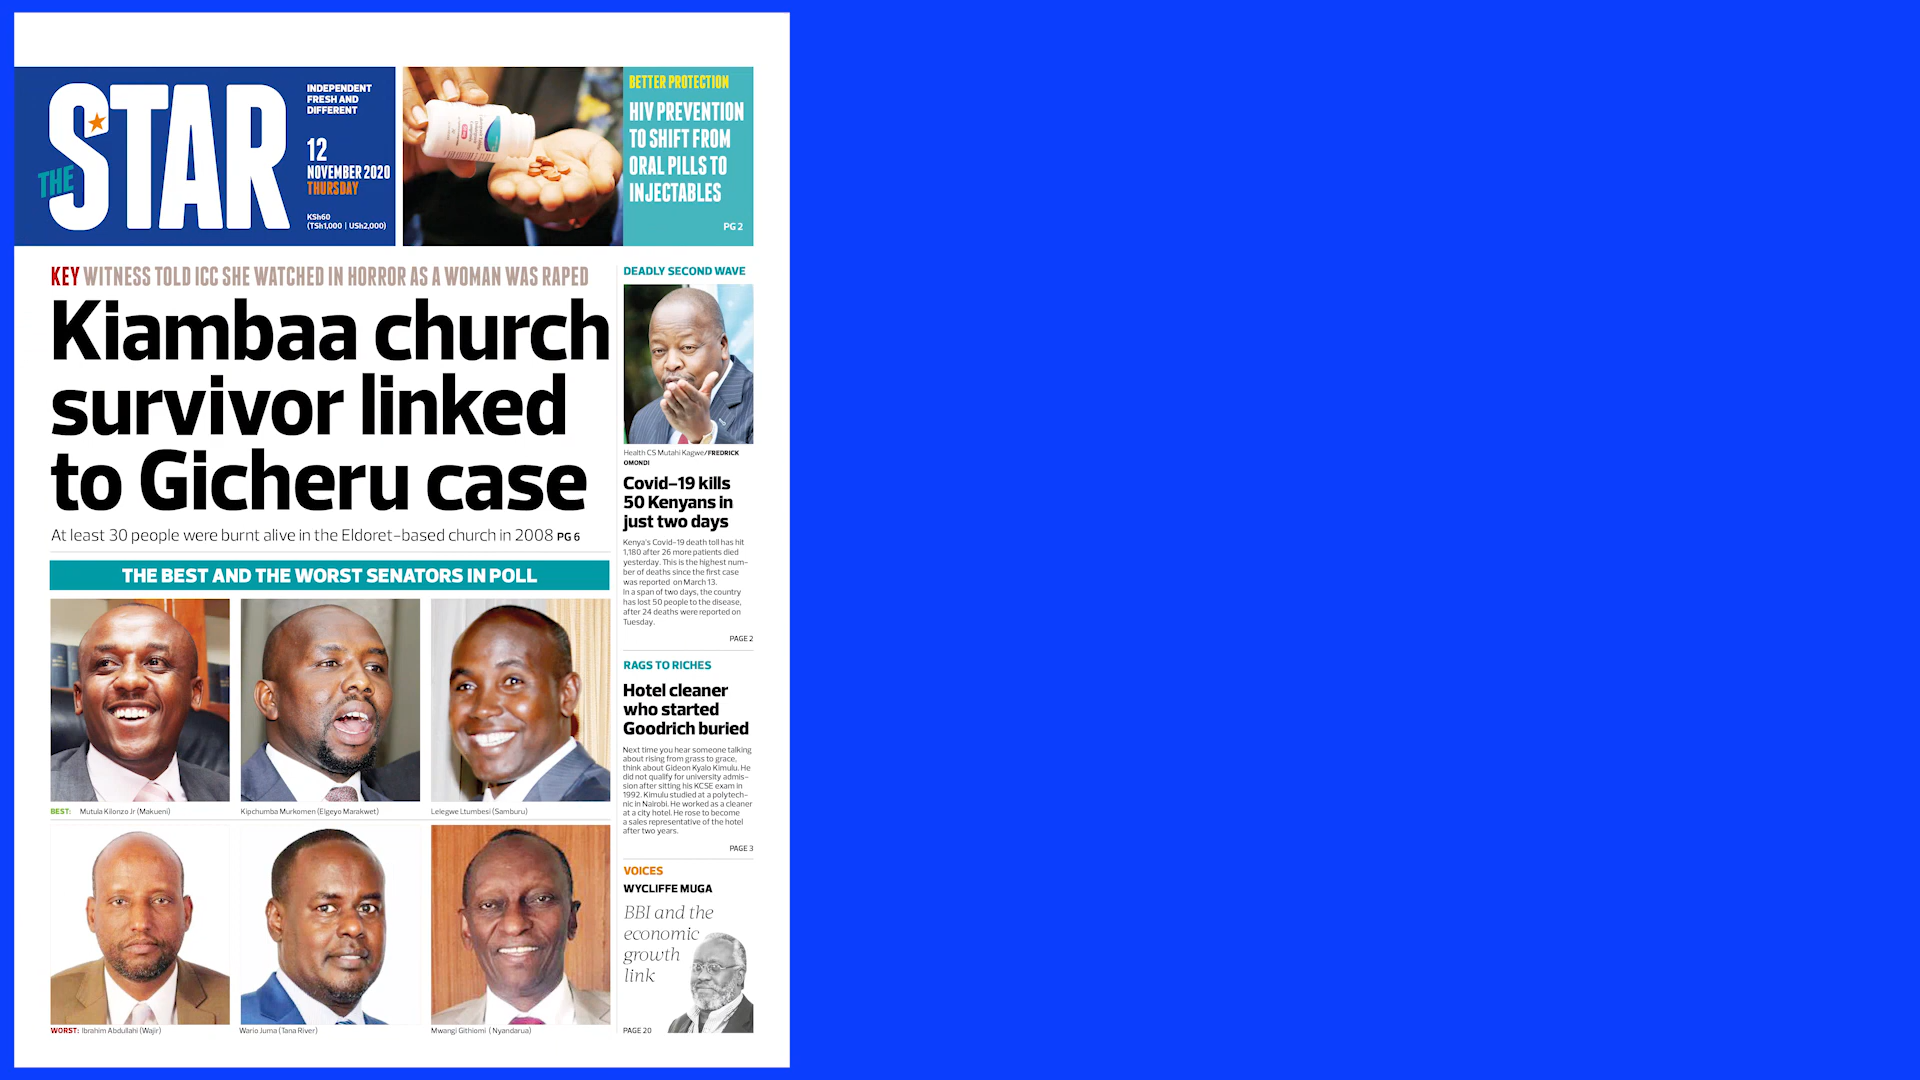 THE STAR
INDEPENDENT
FRESH AND
DIFFERENT
12
NOVEMBER 2020
THURSDAY
KSh60
(TSh1,000 | USh2,000)
BETTER PROTECTION
HIV PREVENTION
TO SHIFT FROM
ORAL PILLS TO
INJECTABLES
PG 2
KEY WITNESS TOLD ICC SHE WATCHED IN HORROR AS A WOMAN WAS RAPED
Kiambaa church
survivor linked
to Gicheru case
At least 30 people were burnt alive in the Eldoret-based church in 2008 PG 6
THE BEST AND THE WORST SENATORS IN POLL
BEST: Mutula Kilonzo Jr (Makueni)
Kipchumba Murkomen (Elgeyo Marakwet)
Lelegwe Ltumbesi (Samburu)
WORST: Ibrahim Abdullahi (Wajir)
Wario Juma (Tana River)
Mwangi Githiomi ( Nyandarua)
DEADLY SECOND WAVE
Health CS Mutahi Kagwe/FREDRICK
OMONDI
Covid-19 kills
50 Kenyans in
just two days
Kenya's Covid-19 death toll has hit
1,180 after 26 more patients died
yesterday. This is the highest num-
ber of deaths since the first case
was reported on March 13.
In a span of two days, the country
has lost 50 people to the disease,
after 24 deaths were reported on
Tuesday.
PAGE 2
RAGS TO RICHES
Hotel cleaner
who started
Goodrich buried
Next time you hear someone talking
about rising from grass to grace,
think about Gideon Kyalo Kimulu. He
did not qualify for university admis-
sion after sitting his KCSE exam in
1992. Kimulu studied at a polytech-
nic in Nairobi. He worked as a cleaner
at a city hotel. He rose to become
a sales representative of the hotel
after two years.
PAGE 3
VOICES
WYCLIFFE MUGA
BBI and the
economic
growth
link
PAGE 20